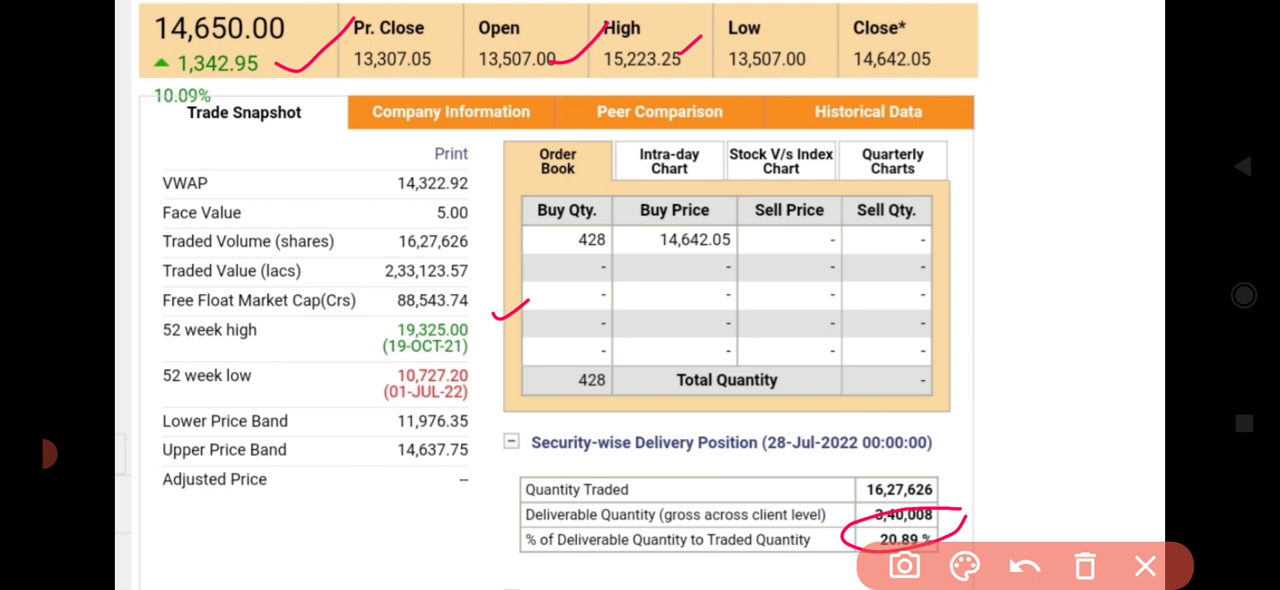 14,650.00
1,342.95
10.09%
Pr. Close Open High Low Close*
13,307.05 13,507.00 15,223.25 13,507.00 14,642.05
Trade Snapshot Company Information Peer Comparison Historical Data
Print
VWAP 14,322.92
Face Value 5.00
Traded Volume (shares) 16,27,626
Traded Value (lacs) 2,33,123.57
Free Float Market Cap(Crs) 88,543.74
52 week high 19,325.00
(19-OCT-21)
52 week low 10,727.20
(01-JUL-22)
Lower Price Band 11,976.35
Upper Price Band 14,637.75
Adjusted Price --
Order Book Intra-day Chart Stock V/s Index Chart Quarterly Charts
Buy Qty. Buy Price Sell Price Sell Qty.
428 14,642.05 - -
- - - -
- - - -
- - - -
- - - -
428 Total Quantity -
Security-wise Delivery Position (28-Jul-2022 00:00:00)
Quantity Traded 16,27,626
Deliverable Quantity (gross across client level) 3,40,008
% of Deliverable Quantity to Traded Quantity 20.89 %